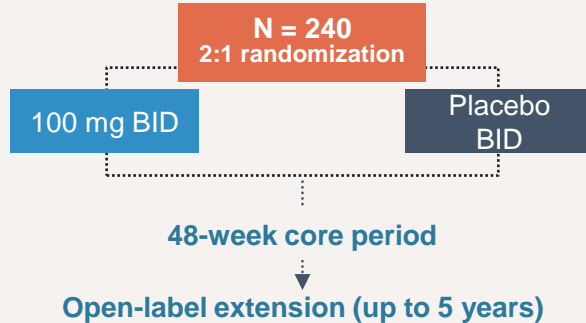 N = 240
2:1 randomization
100 mg BID
Placebo
BID
48-week core period
Open-label extension (up to 5 years)